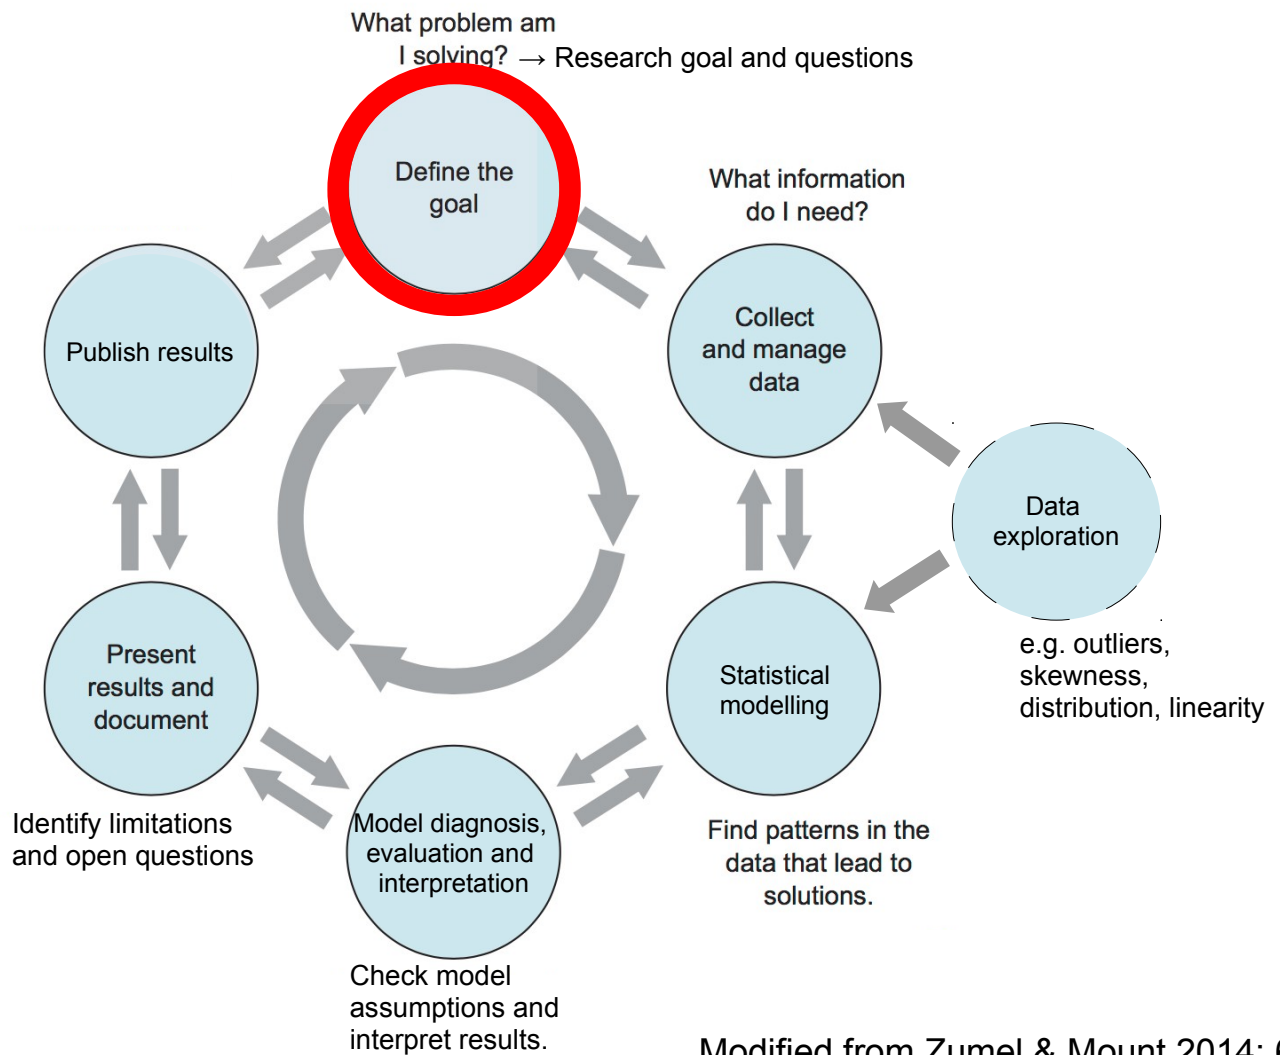 What problem am
I solving? → Research goal and questions
Define the
goal
What information
do I need?
Collect
and manage
data
Publish results
Data
exploration
e.g. outliers,
skewness,
distribution, linearity
Present
results and
document
Statistical
modelling
Identify limitations
and open questions
Model diagnosis,
evaluation and
interpretation
Find patterns in the
data that lead to
solutions.
Check model
assumptions and
interpret results.
Modified from Zumel & Mount 2014: